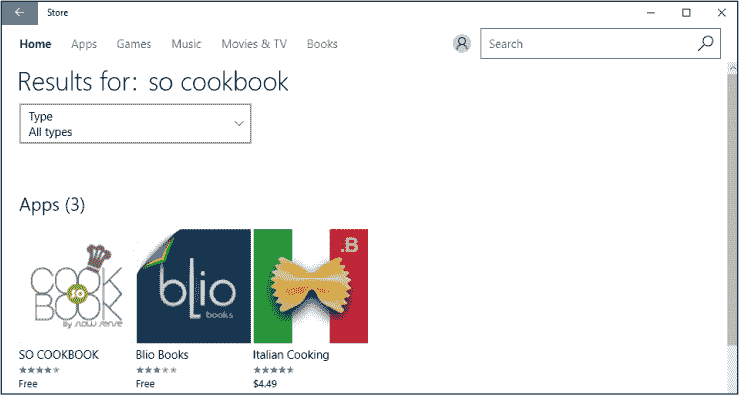 Store
Home Apps Games Music Movies & TV Books
Search
Results for: so cookbook
Type
All types
Apps (3)
COOK
SO
BOOK
by slow sense
blio
books
.B
SO COOKBOOK Blio Books Italian Cooking
Free Free $4.49